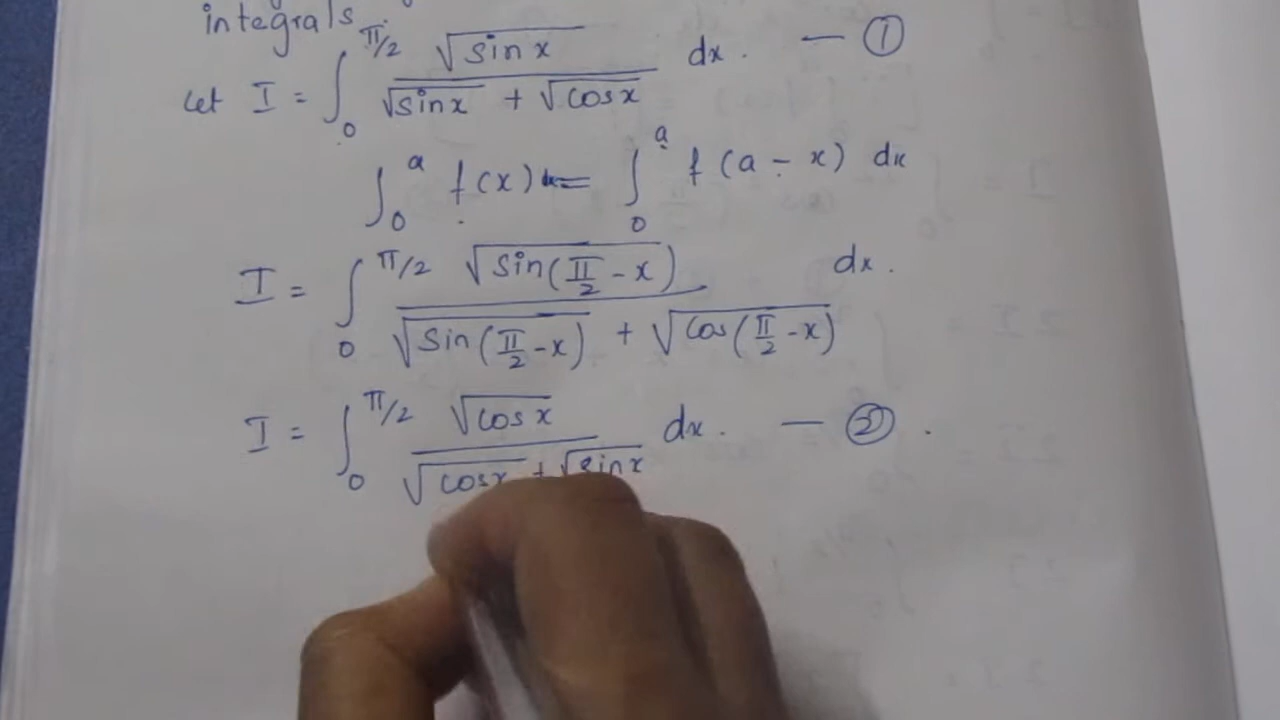 integrals.
Let I = ∫₀^π/2 √sin x / (√sin x + √cos x) dx. — ①
∫₀^a f(x) = ∫₀^a f(a - x) dx
I = ∫₀^π/2 √sin(π/2 - x) / (√sin(π/2 - x) + √cos(π/2 - x)) dx.
I = ∫₀^π/2 √cos x / (√cos x + √sin x) dx. — ②.